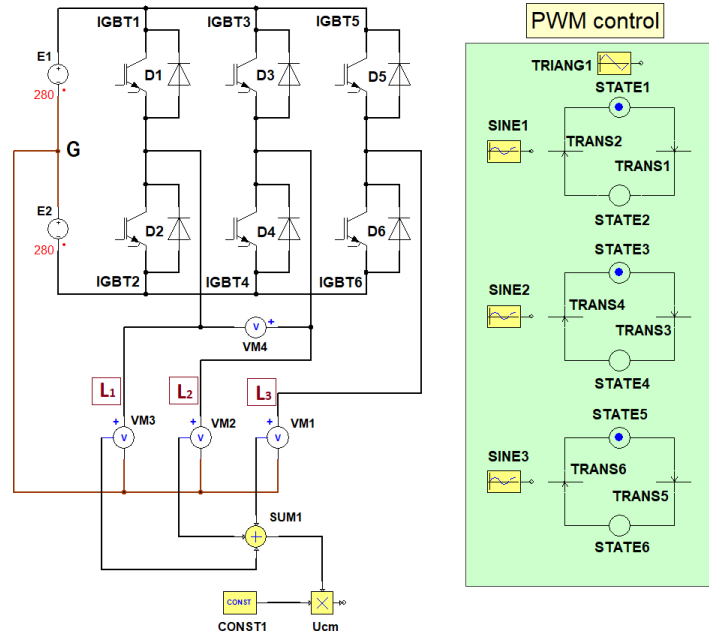 PWM control
IGBT1 IGBT3 IGBT5
E1
D1 D3 D5
280
G
E2
D2 D4 D6
280
IGBT2 IGBT4 IGBT6
V
VM4
L1 L2 L3
VM3 VM2 VM1
V V V
SUM1
CONST
CONST1 Ucm
TRIANG1
STATE1
SINE1
TRANS2
TRANS1
STATE2
STATE3
SINE2
TRANS4
TRANS3
STATE4
STATE5
SINE3
TRANS6
TRANS5
STATE6